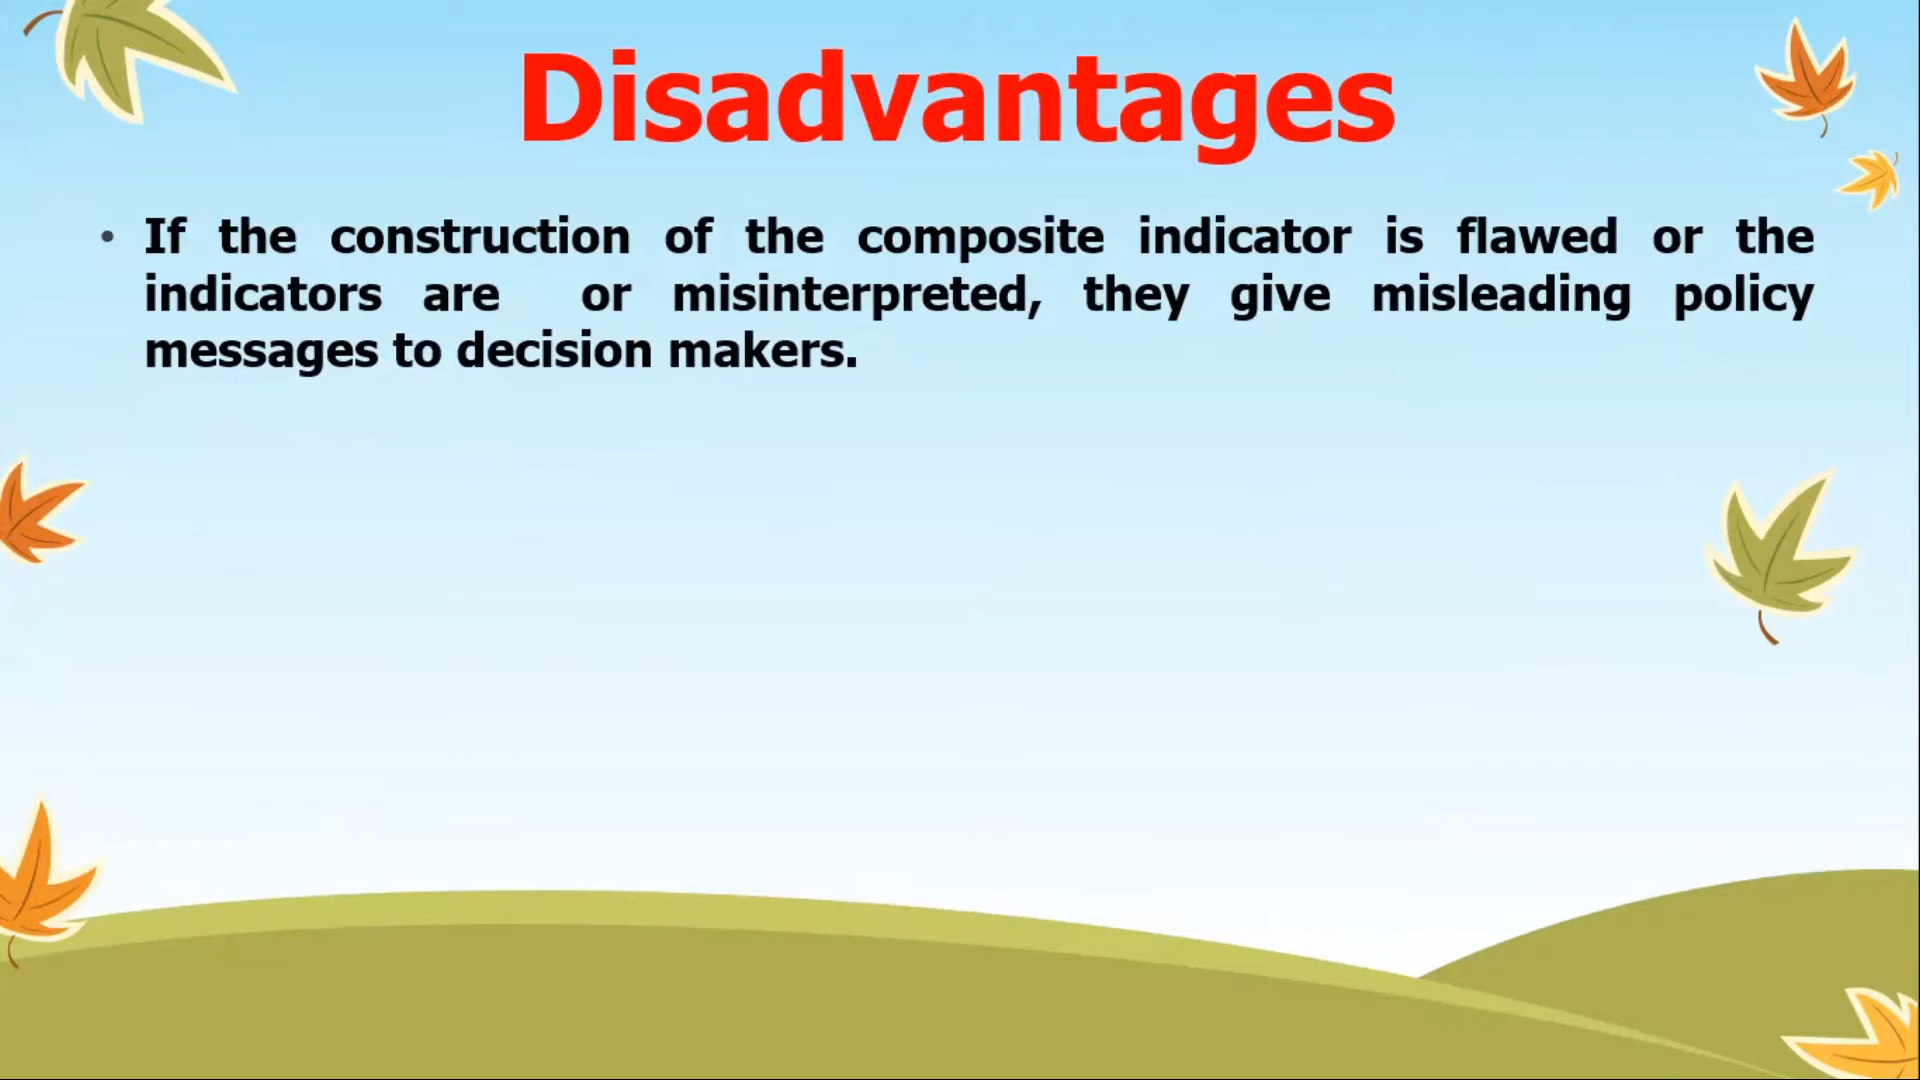 Disadvantages
• If the construction of the composite indicator is flawed or the
indicators are or misinterpreted, they give misleading policy
messages to decision makers.